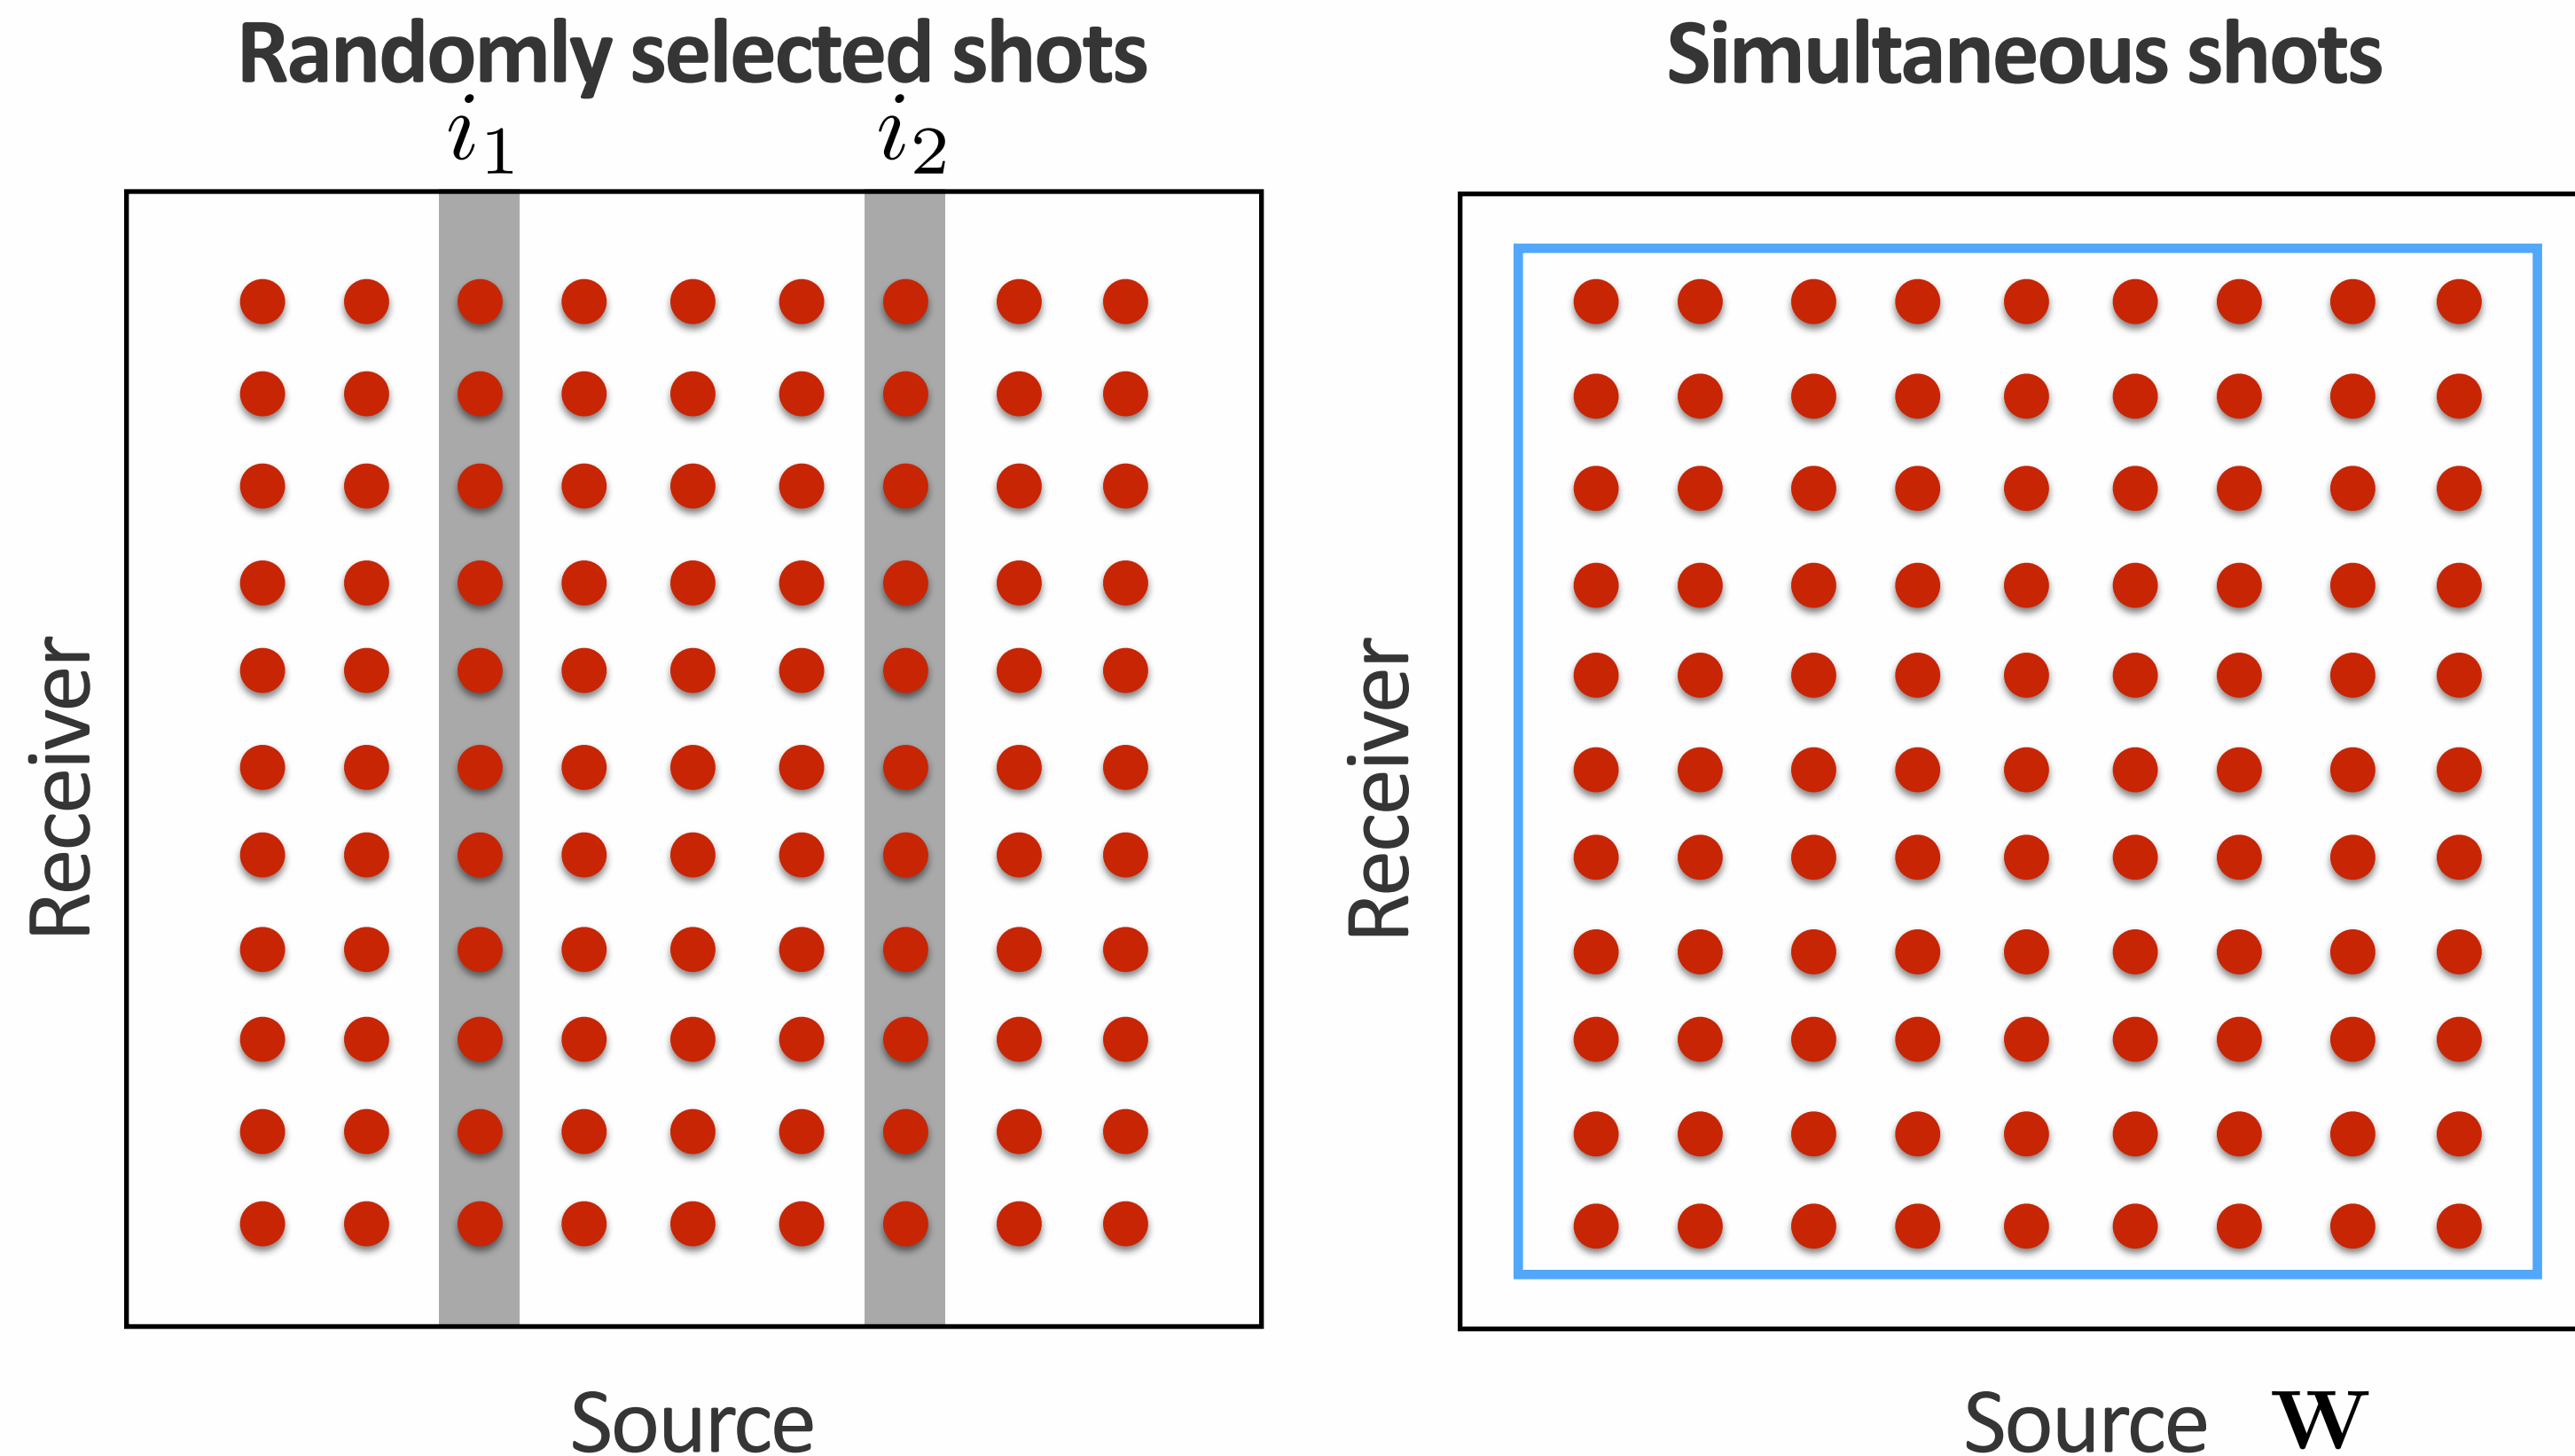 Randomly selected shots
i₁ i₂
Receiver
Source
Simultaneous shots
Receiver
Source w